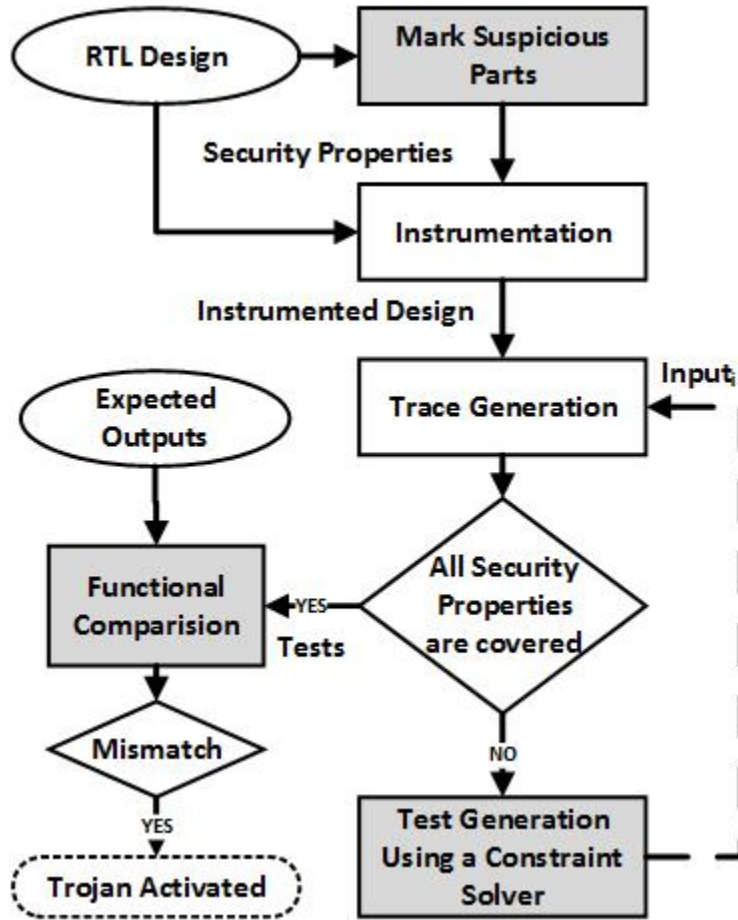 RTL Design
Mark Suspicious
Parts
Security Properties
Instrumentation
Instrumented Design
Expected
Outputs
Trace Generation
Inputi
Functional
Comparision
YES
Tests
All Security
Properties
are covered
Mismatch
NO
YES
Trojan Activated
Test Generation
Using a Constraint
Solver